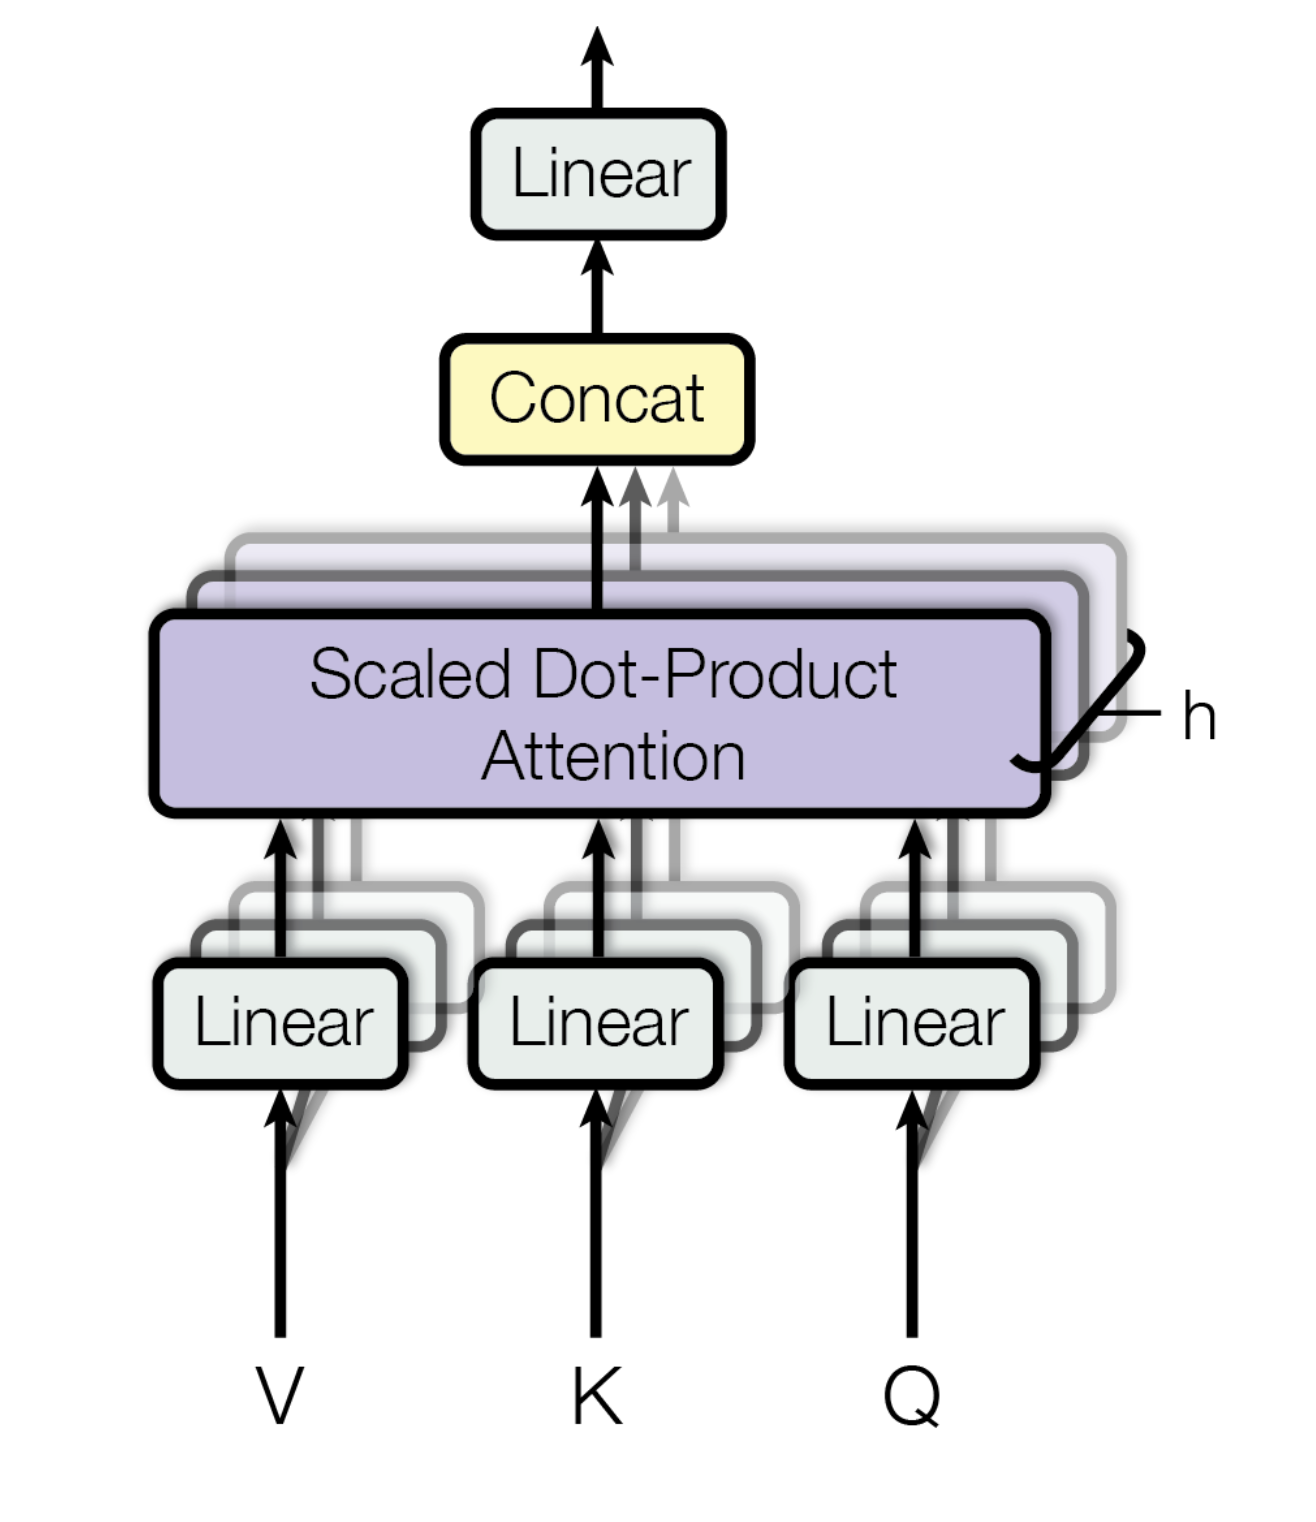 Linear
Concat
Scaled Dot-Product
Attention
h
Linear Linear Linear
V K Q